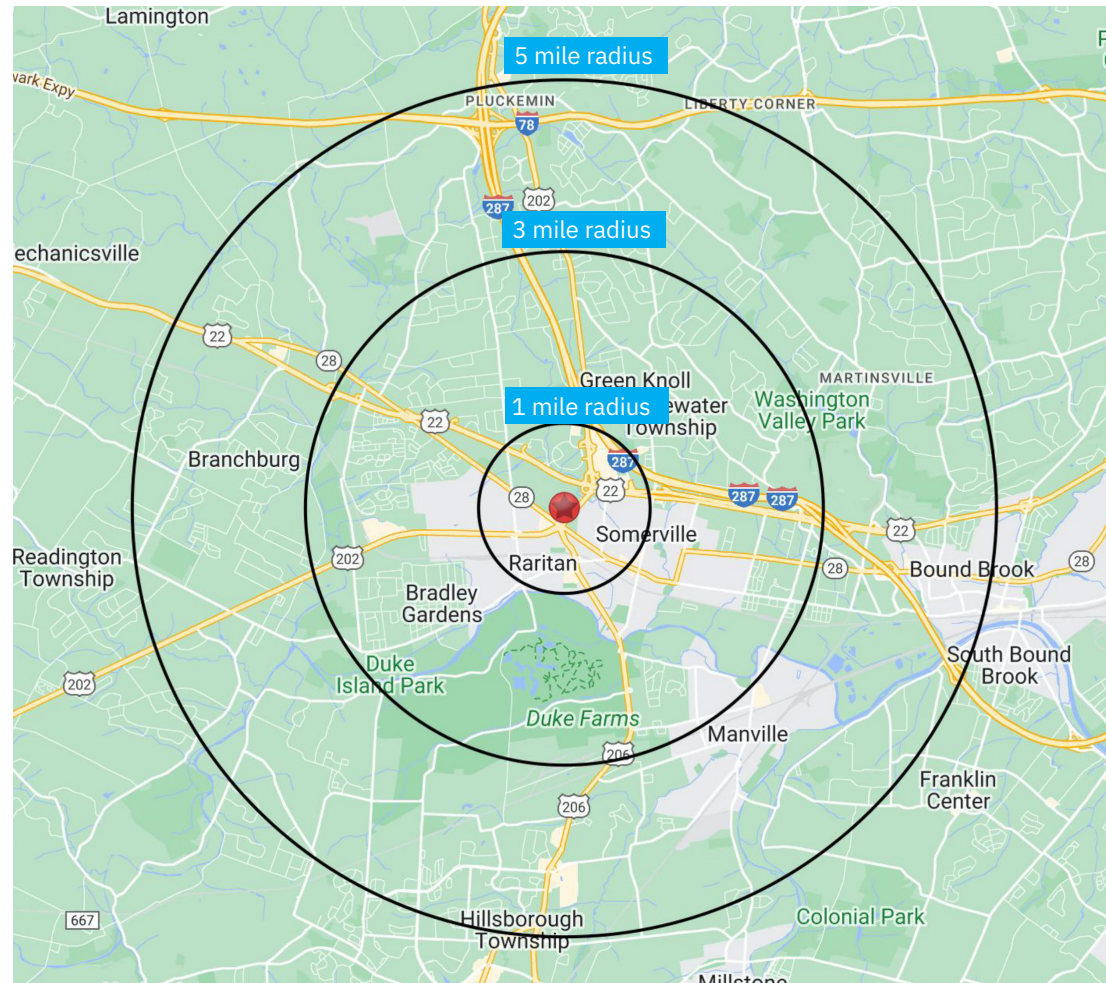 Lamington
5 mile radius
wark Expy
PLUCKEMIN
LIBERTY CORNER
78
287
202
3 mile radius
echanicsville
22
28
Green Knoll
MARTINSVILLE
1 mile radius
ewater
Township
Washington
Valley Park
22
Branchburg
287
28
22
287
287
22
Somerville
Readington
Township
202
Raritan
28
Bound Brook
28
Bradley
Gardens
Duke
Island Park
South Bound
Brook
202
Duke Farms
Manville
206
Franklin
Center
206
667
Hillsborough
Township
Colonial Park
Millstone